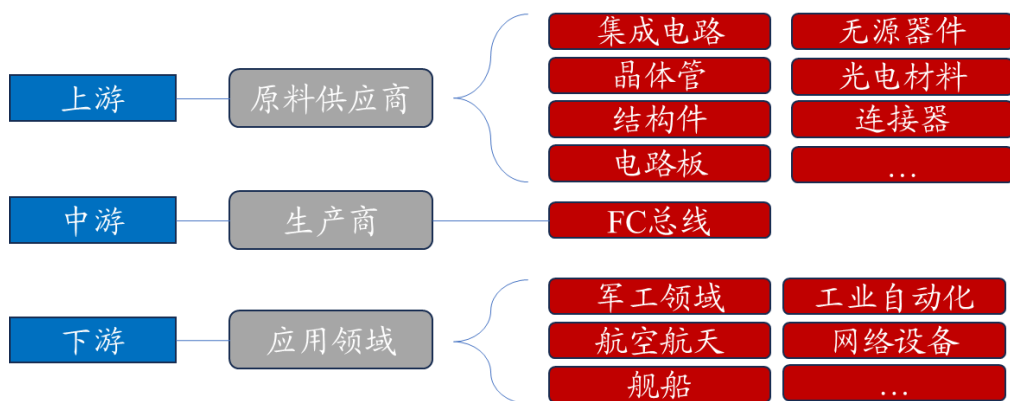 集成电路 无源器件
晶体管 光电材料
上游 原料供应商
结构件 连接器
电路板 …
中游 生产商 FC总线
军工领域 工业自动化
下游 应用领域 航空航天 网络设备
舰船 …